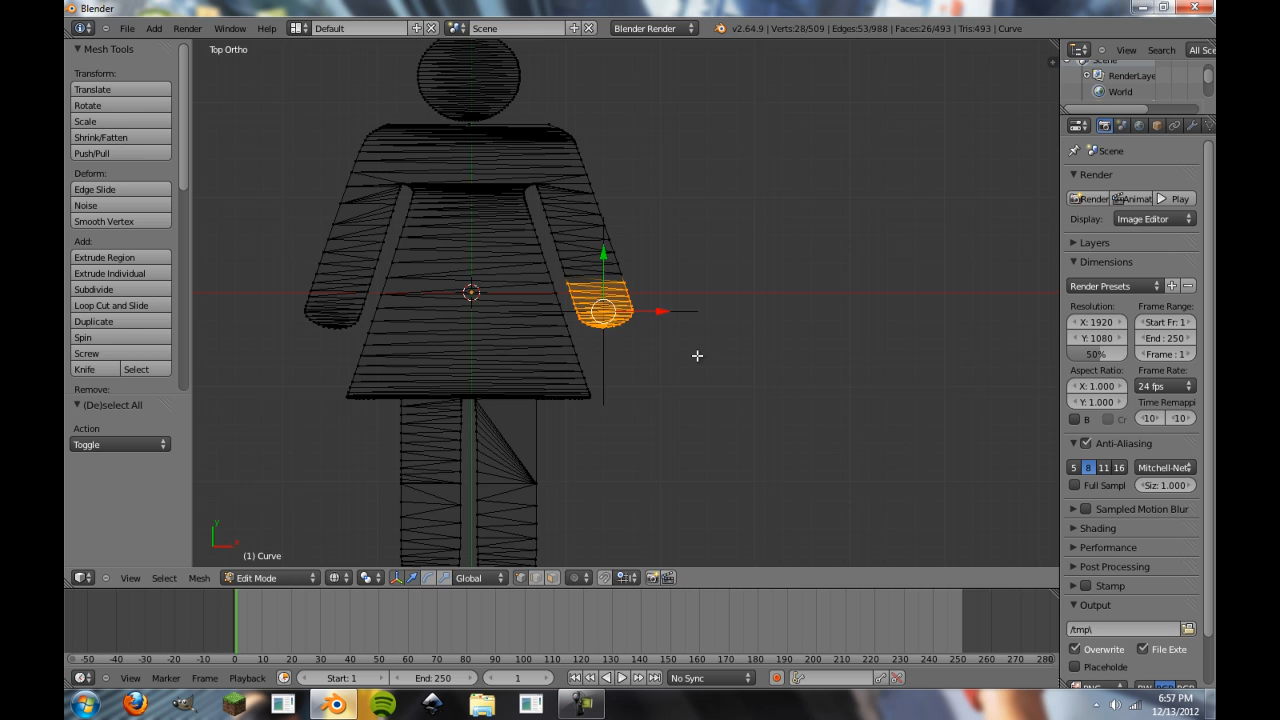 Blender
File Add Render Window Help Default Scene Blender Render v2.64.9 | Verts:28/509 | Edges:53/988 | Faces:26/493 | Tris:493 | Curve
Mesh Tools
Transform:
Translate
Rotate
Scale
Shrink/Fatten
Push/Pull
Deform:
Edge Slide
Noise
Smooth Vertex
Add:
Extrude Region
Extrude Individual
Subdivide
Loop Cut and Slide
Duplicate
Spin
Screw
Knife Select
Remove:
(De)select All
Action
Toggle
Top Ortho
y
x
(1) Curve
View Select Mesh Edit Mode Global
View Search All Sce
Scene
RenderLaye
World
Scene
Render
Render Animat Play
Display: Image Editor
Layers
Dimensions
Render Presets
Resolution: Frame Range:
X: 1920 Start Fr: 1
Y: 1080 End : 250
50% Frame : 1
Aspect Ratio: Frame Rate:
X: 1.000 24 fps
Y: 1.000 Time Remappi
B Cr 10 10
Anti-Aliasing
5 8 11 16 Mitchell-Net
Full Sampl Siz: 1.000
Sampled Motion Blur
Shading
Performance
Post Processing
Stamp
Output
/tmp\
Overwrite File Exte
Placeholde
-50 -40 -30 -20 -10 0 10 20 30 40 50 60 70 80 90 100 110 120 130 140 150 160 170 180 190 200 210 220 230 240 250 260 270 280
View Marker Frame Playback Start: 1 End: 250 1 No Sync
6:57 PM
12/13/2012